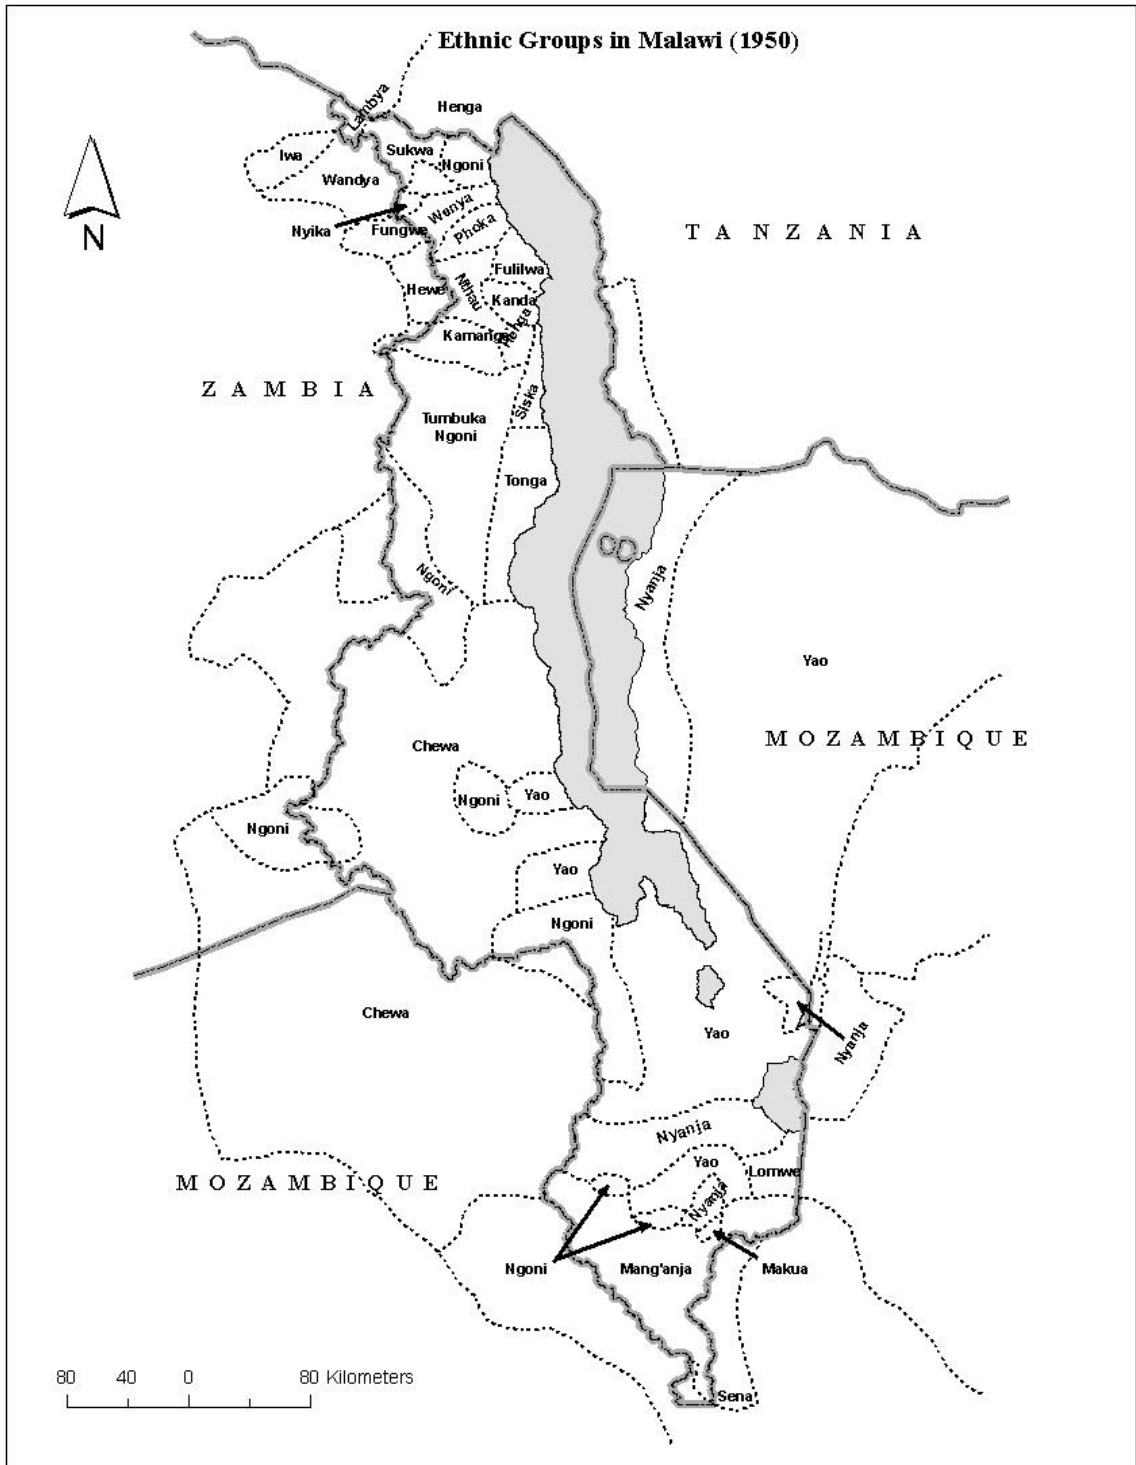 Ethnic Groups in Malawi (1950)
Lambya
Henga
Iwa
Sukwa
Ngoni
Wandya
Wenya
Nyika
Fungwe
Phoka
TANZANIA
N
Fulilwa
Hewe
Nthau
Kanda
Henga
Kamanga
ZAMBIA
Siska
Tumbuka
Ngoni
Tonga
Ngoni
Nyanja
Yao
MOZAMBIQUE
Chewa
Ngoni
Yao
Ngoni
Yao
Ngoni
Chewa
Yao
Nyanja
Nyanja
Yao
Lomwe
MOZAMBIQUE
Nyanja
Ngoni
Mang'anja
Makua
80 40 0 80 Kilometers
Sena